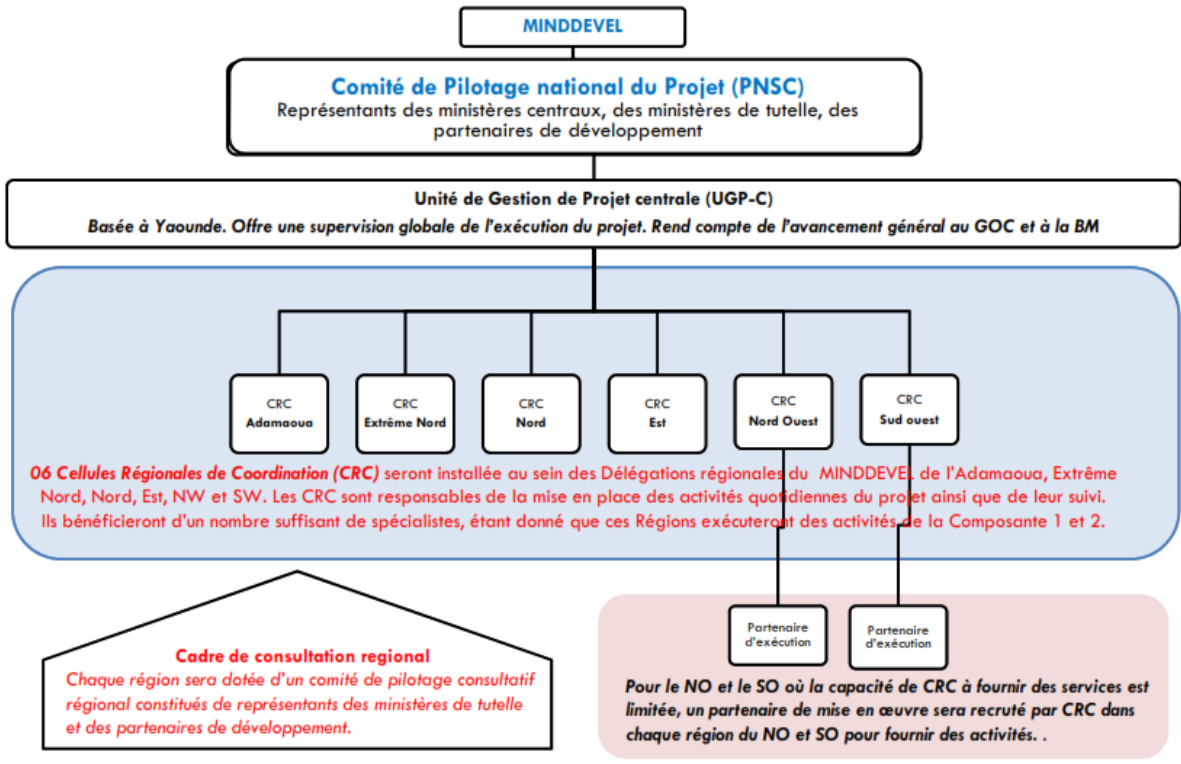 MINDDEVEL
Comité de Pilotage national du Projet (PNSC)
Représentants des ministères centraux, des ministères de tutelle, des
partenaires de développement
Unité de Gestion de Projet centrale (UGP-C)
Basée à Yaounde. Offre une supervision globale de l'exécution du projet. Rend compte de l'avancement général au GOC et à la BM
CRC
Adamaoua
CRC
Extrême Nord
CRC
Nord
CRC
Est
CRC
Nord Ouest
CRC
Sud ouest
06 Cellules Régionales de Coordination (CRC) seront installée au sein des Délégations régionales du MINDDEVEL de l'Adamaoua, Extrême
Nord, Nord, Est, NW et SW. Les CRC sont responsables de la mise en place des activités quotidiennes du projet ainsi que de leur suivi.
Ils bénéficieront d'un nombre suffisant de spécialistes, étant donné que ces Régions exécuteront des activités de la Composante 1 et 2.
Cadre de consultation regional
Chaque région sera dotée d'un comité de pilotage consultatif
régional constitués de représentants des ministères de tutelle
et des partenaires de développement.
Partenaire
d'exécution
Partenaire
d'exécution
Pour le NO et le SO où la capacité de CRC à fournir des services est
limitée, un partenaire de mise en œuvre sera recruté par CRC dans
chaque région du NO et SO pour fournir des activités. .